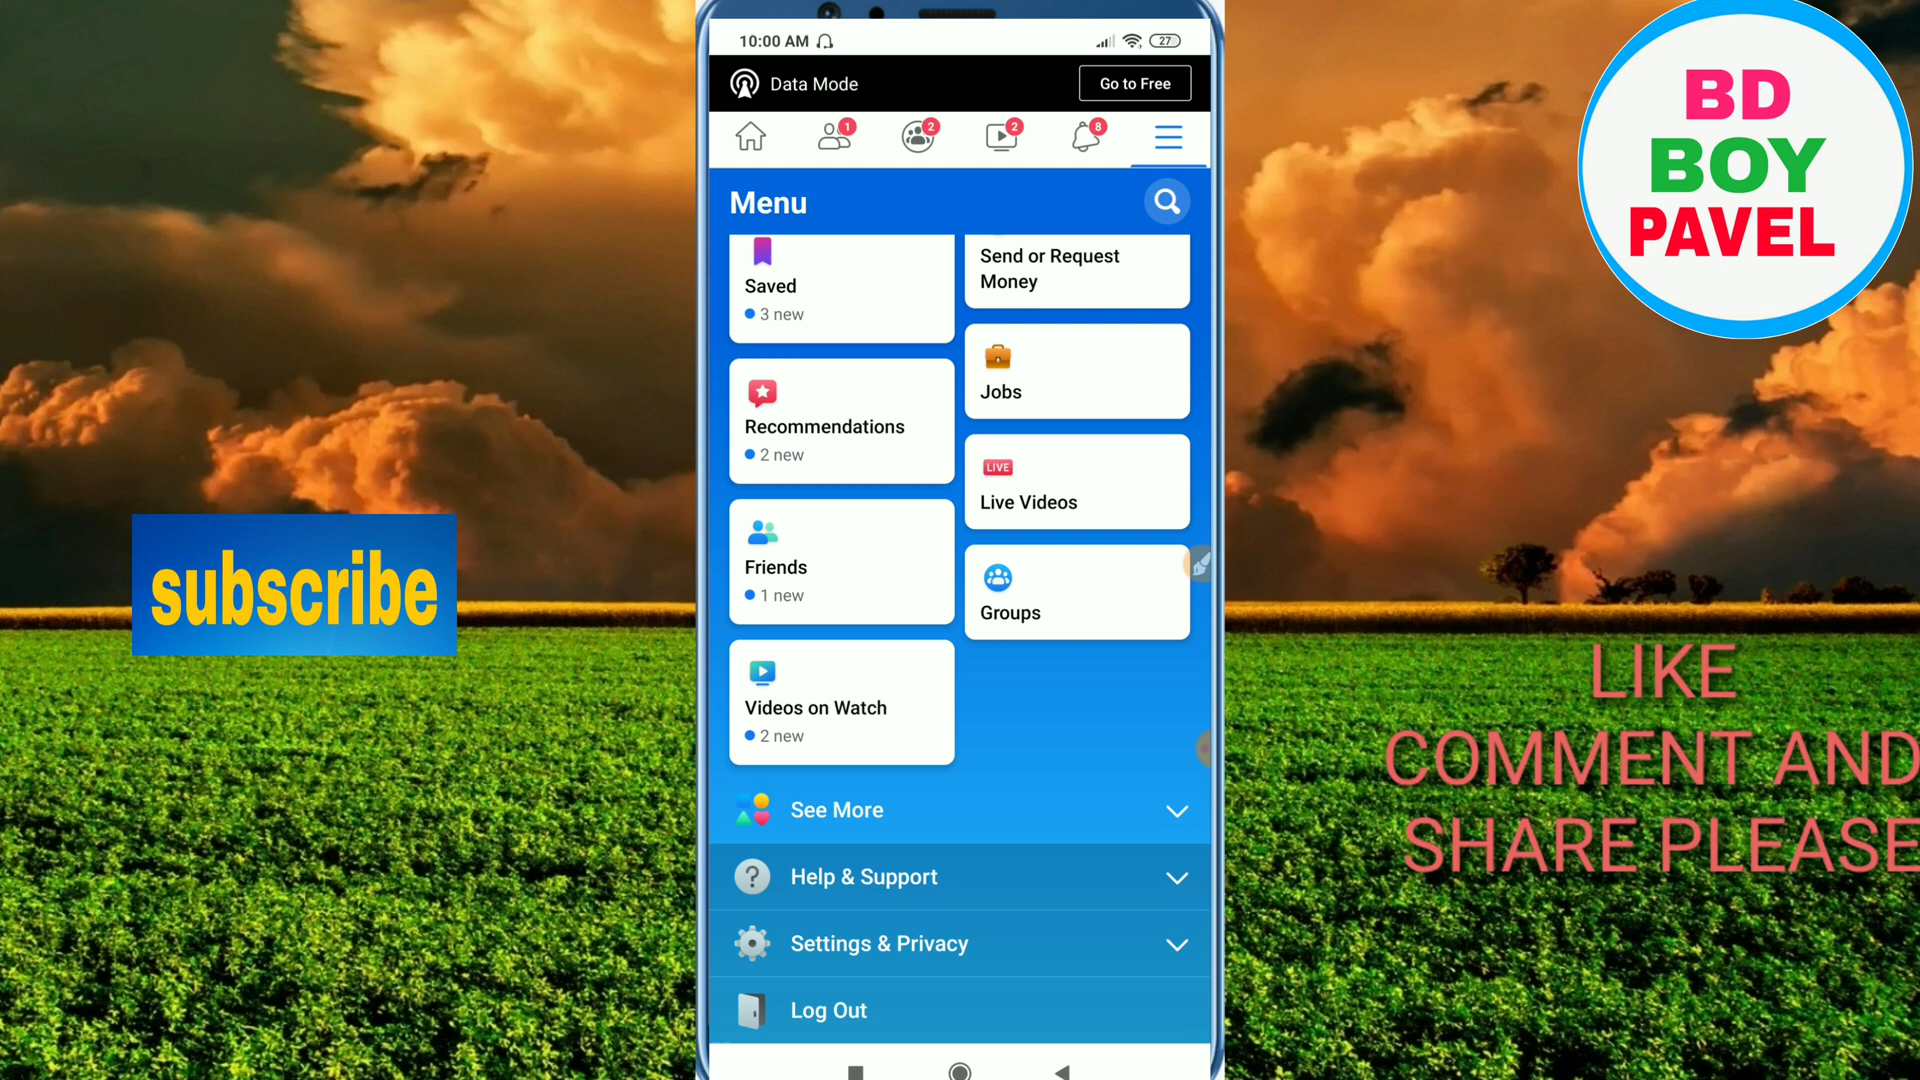 10:00 AM
27
Data Mode
Go to Free
1
2
2
8
Menu
Saved
3 new
Send or Request
Money
Recommendations
2 new
Jobs
Friends
1 new
LIVE
Live Videos
Groups
Videos on Watch
2 new
See More
?
Help & Support
Settings & Privacy
Log Out
subscribe
BD
BOY
PAVEL
LIKE
COMMENT AND
SHARE PLEASE